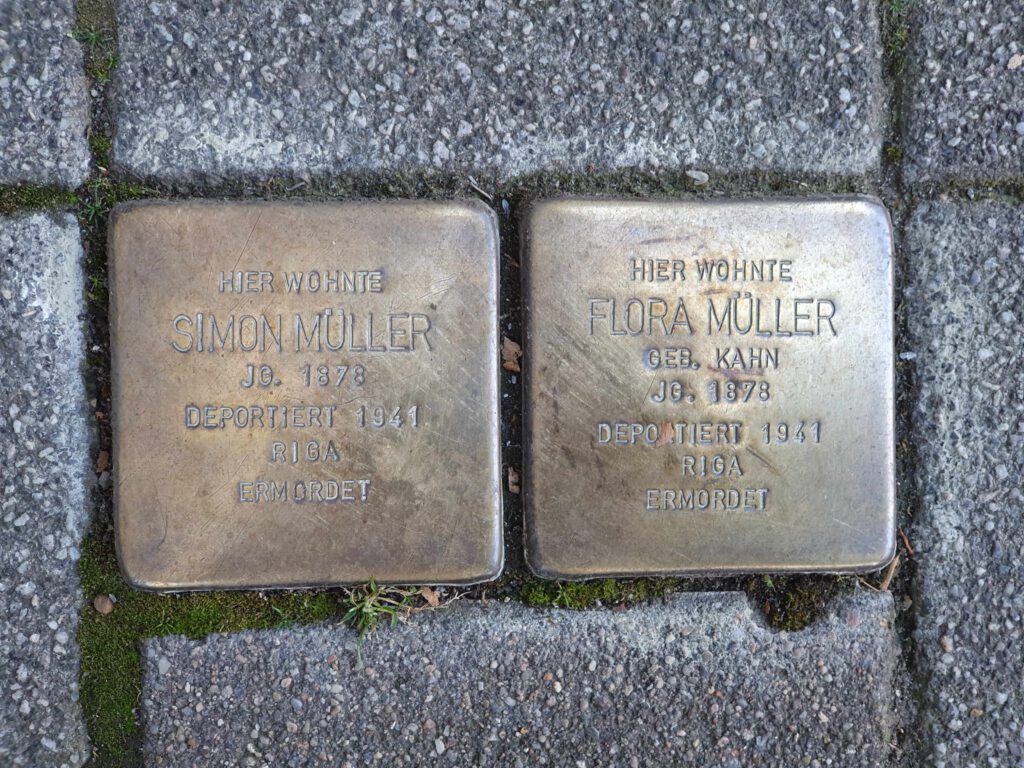 HIER WOHNTE
SIMON MÜLLER
JG. 1878
DEPORTIERT 1941
RIGA
ERMORDET
HIER WOHNTE
FLORA MÜLLER
GEB. KAHN
JG. 1878
DEPORTIERT 1941
RIGA
ERMORDET